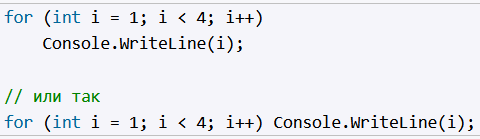 for (int i = 1; i < 4; i++)
    Console.WriteLine(i);
// или так
for (int i = 1; i < 4; i++) Console.WriteLine(i);